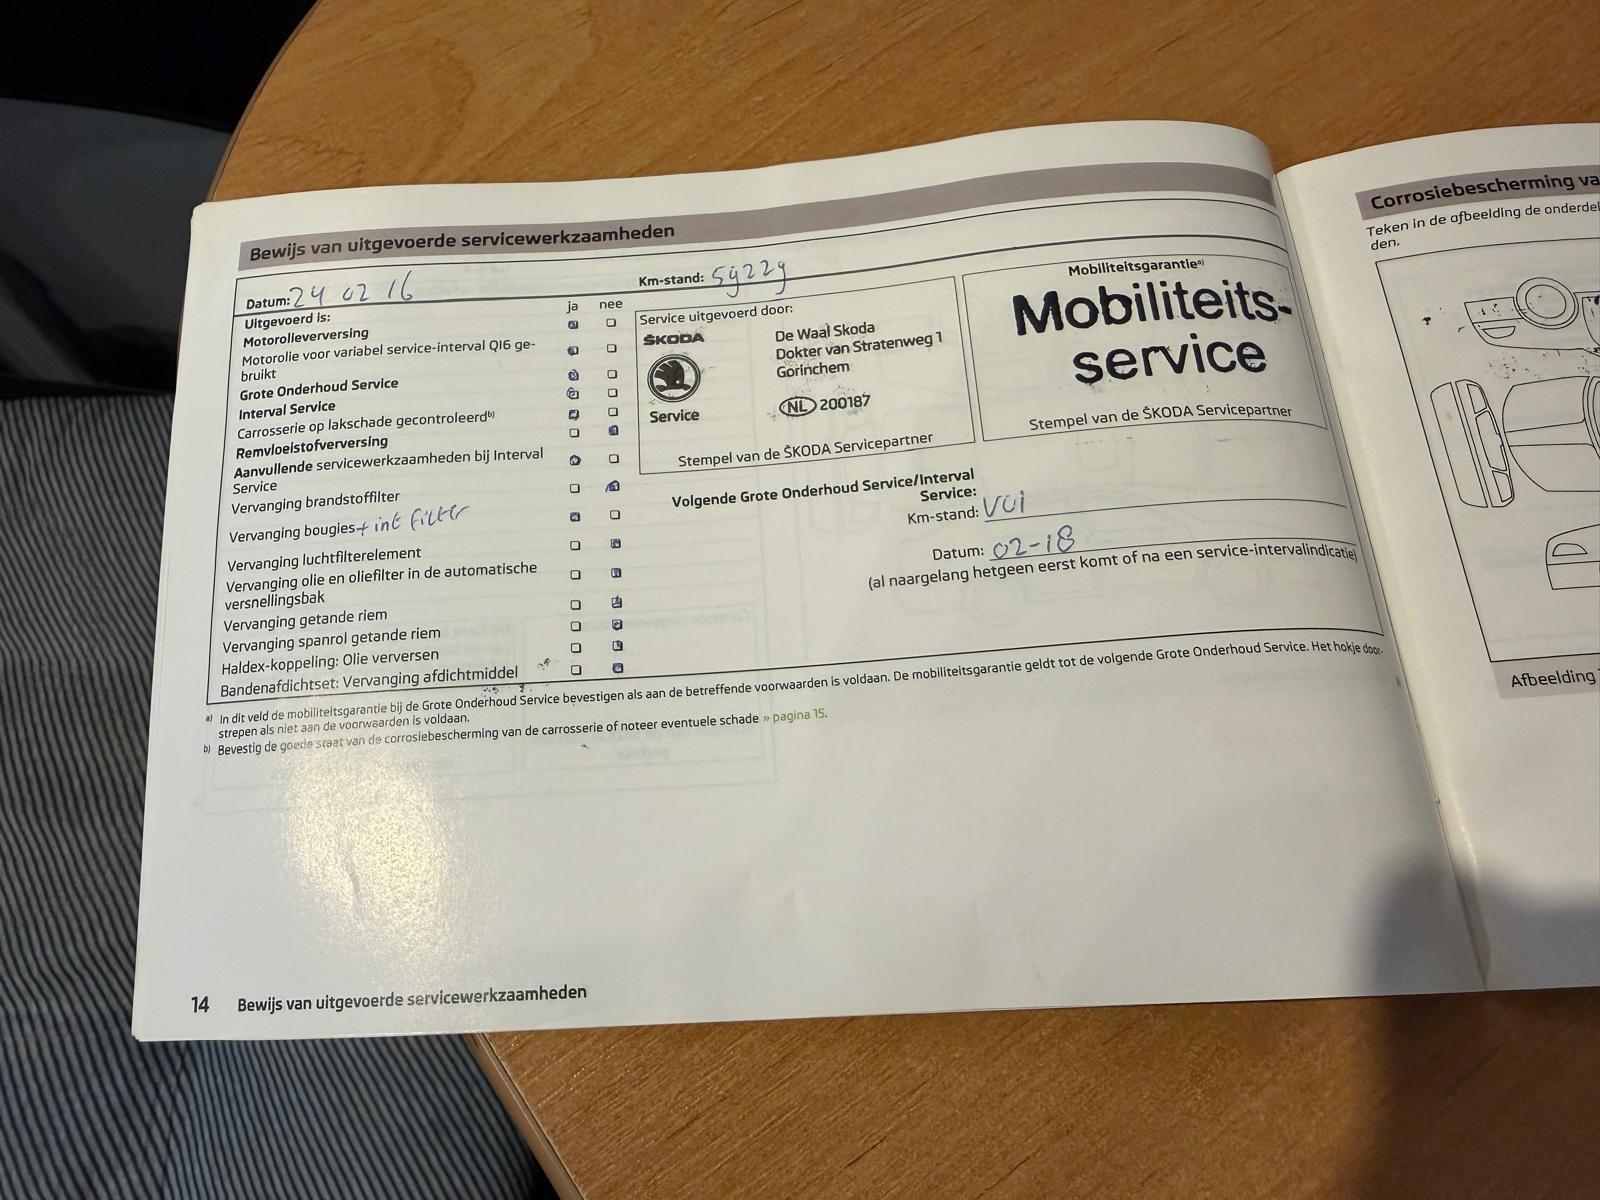 Bewijs van uitgevoerde servicewerkzaamheden
Datum: 24 02 16
Km-stand: 59229
Uitgevoerd is:
ja nee
Motorolieverversing
Motorolie voor variabel service-interval QI6 ge-
bruikt
Grote Onderhoud Service
Interval Service
Carrosserie op lakschade gecontroleerd b)
Remvloeistofverversing
Aanvullende servicewerkzaamheden bij Interval
Service
Vervanging brandstoffilter
Vervanging bougies + int filter
Vervanging luchtfilterelement
Vervanging olie en oliefilter in de automatische
versnellingsbak
Vervanging getande riem
Vervanging spanrol getande riem
Haldex-koppeling: Olie verversen
Bandenafdichtset: Vervanging afdichtmiddel
Service uitgevoerd door:
ŠKODA
Service
De Waal Skoda
Dokter van Stratenweg 1
Gorinchem
NL 200187
Stempel van de ŠKODA Servicepartner
Mobiliteitsgarantie a)
Mobiliteits-
service
Stempel van de ŠKODA Servicepartner
Volgende Grote Onderhoud Service/Interval
Service:
Km-stand: VCi
Datum: 02-18
(al naargelang hetgeen eerst komt of na een service-intervalindicatie)
a) In dit veld de mobiliteitsgarantie bij de Grote Onderhoud Service bevestigen als aan de betreffende voorwaarden is voldaan. De mobiliteitsgarantie geldt tot de volgende Grote Onderhoud Service. Het hokje door-
strepen als niet aan de voorwaarden is voldaan.
b) Bevestig de goede staat van de corrosiebescherming van de carrosserie of noteer eventuele schade » pagina 15.
14 Bewijs van uitgevoerde servicewerkzaamheden
Corrosiebescherming va
Teken in de afbeelding de onderdel
den.
Afbeelding